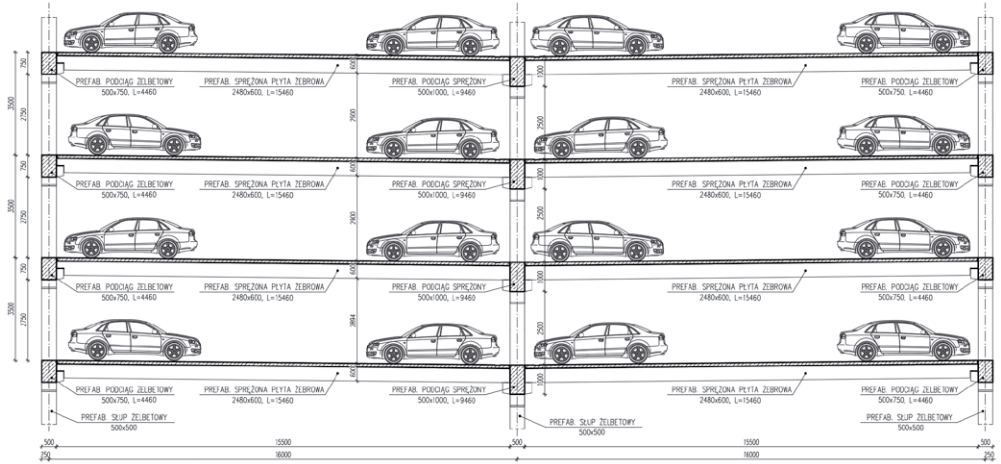 750
600
1000
PREFAB. PODCIĄG ŻELBETOWY
500x750, L=4460
PREFAB. SPRĘŻONA PŁYTA ŻEBROWA
2480x600, L=15460
PREFAB. PODCIĄG SPRĘŻONY
500x1000, L=9460
PREFAB. SPRĘŻONA PŁYTA ŻEBROWA
2480x600, L=15460
PREFAB. PODCIĄG ŻELBETOWY
500x750, L=4460
3500
2750
2900
2500
750
600
1000
PREFAB. PODCIĄG ŻELBETOWY
500x750, L=4460
PREFAB. SPRĘŻONA PŁYTA ŻEBROWA
2480x600, L=15460
PREFAB. PODCIĄG SPRĘŻONY
500x1000, L=9460
PREFAB. SPRĘŻONA PŁYTA ŻEBROWA
2480x600, L=15460
PREFAB. PODCIĄG ŻELBETOWY
500x750, L=4460
3500
2750
2900
2500
750
600
1000
PREFAB. PODCIĄG ŻELBETOWY
500x750, L=4460
PREFAB. SPRĘŻONA PŁYTA ŻEBROWA
2480x600, L=15460
PREFAB. PODCIĄG SPRĘŻONY
500x1000, L=9460
PREFAB. SPRĘŻONA PŁYTA ŻEBROWA
2480x600, L=15460
PREFAB. PODCIĄG ŻELBETOWY
500x750, L=4460
3500
2750
2894
2500
750
600
1000
PREFAB. PODCIĄG ŻELBETOWY
500x750, L=4460
PREFAB. SPRĘŻONA PŁYTA ŻEBROWA
2480x600, L=15460
PREFAB. PODCIĄG SPRĘŻONY
500x1000, L=9460
PREFAB. SPRĘŻONA PŁYTA ŻEBROWA
2480x600, L=15460
PREFAB. PODCIĄG ŻELBETOWY
500x750, L=4460
PREFAB. SŁUP ŻELBETOWY
500x500
PREFAB. SŁUP ŻELBETOWY
500x500
PREFAB. SŁUP ŻELBETOWY
500x500
500 15500 500 15500 500
250 16000 16000 250